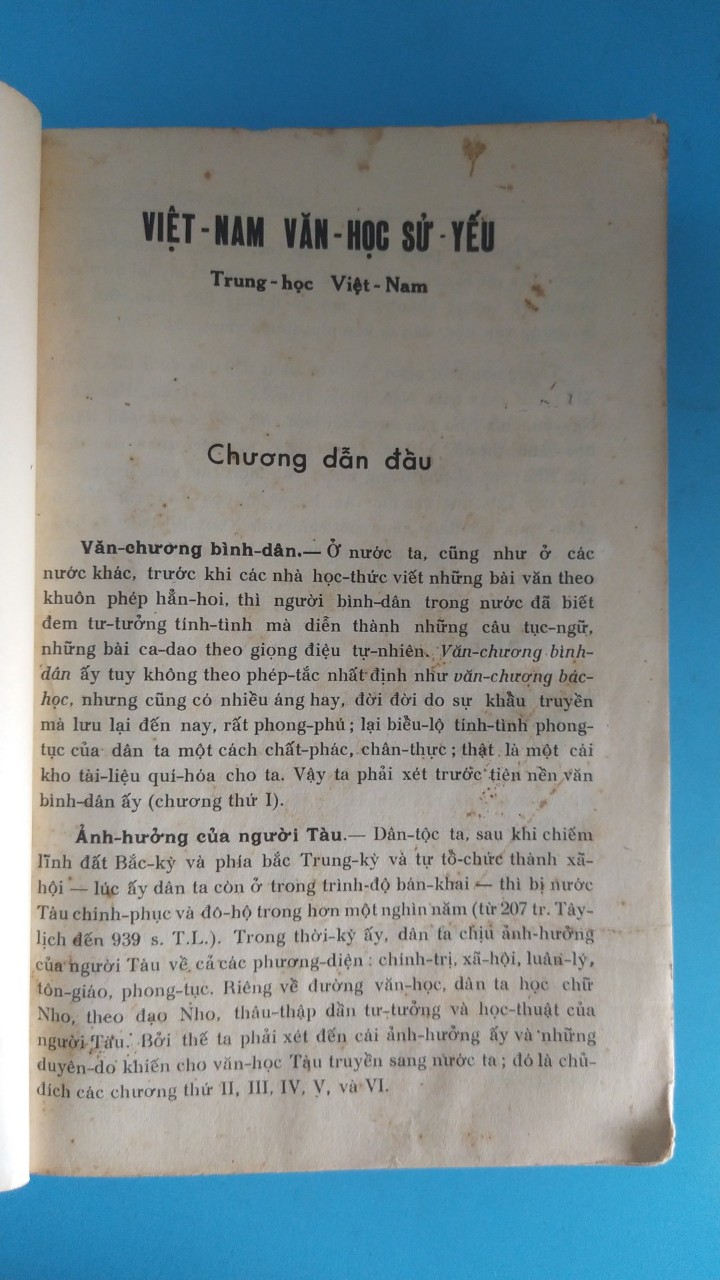 VIỆT-NAM VĂN-HỌC SỬ-YẾU
Trung-học Việt-Nam
Chương dẫn đầu
Văn-chương bình-dân.— Ở nước ta, cũng như ở các
nước khác, trước khi các nhà học-thức viết những bài văn theo
khuôn phép hẳn-hoi, thì người bình-dân trong nước đã biết
đem tư-tưởng tính-tình mà diễn thành những câu tục-ngữ,
những bài ca-dao theo giọng điệu tự-nhiên. Văn-chương bình-
dân ấy tuy không theo phép-tắc nhất định như văn-chương bác-
học, nhưng cũng có nhiều áng hay, đời đời do sự khẩu truyền
mà lưu lại đến nay, rất phong-phú ; lại biểu-lộ tính-tình phong-
tục của dân ta một cách chất-phác, chân-thực ; thật là một cái
kho tài-liệu quí-hóa cho ta. Vậy ta phải xét trước tiên nền văn
bình-dân ấy (chương thứ I).
Ảnh-hưởng của người Tàu.— Dân-tộc ta, sau khi chiếm
lĩnh đất Bắc-kỳ và phía bắc Trung-kỳ và tự tổ-chức thành xã-
hội — lúc ấy dân ta còn ở trong trình-độ bán-khai — thì bị nước
Tàu chinh-phục và đô-hộ trong hơn một nghìn năm (từ 207 tr. Tây-
lịch đến 939 s. T.L.). Trong thời-kỳ ấy, dân ta chịu ảnh-hưởng
của người Tàu về cả các phương-diện : chính-trị, xã-hội, luân-lý,
tôn-giáo, phong-tục. Riêng về đường văn-học, dân ta học chữ
Nho, theo đạo Nho, thâu-thập dần tư-tưởng và học-thuật của
người Tàu. Bởi thế ta phải xét đến cái ảnh-hưởng ấy và những
duyên-do khiến cho văn-học Tàu truyền sang nước ta ; đó là chủ-
đích các chương thứ II, III, IV, V, và VI.